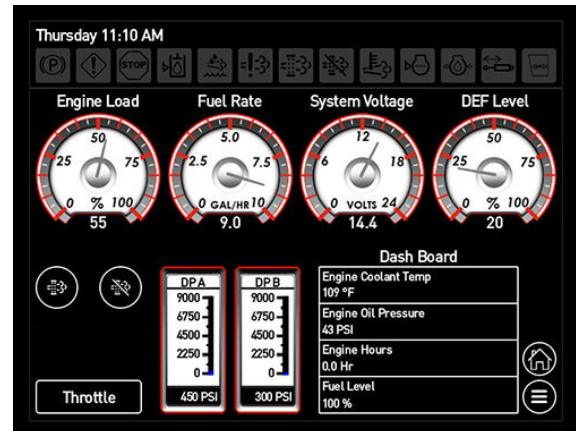 Thursday 11:10 AM
(P) STOP
Engine Load Fuel Rate System Voltage DEF Level
50 5.0 12 50
25 75 2.5 7.5 6 18 25 75
0 % 100 0 GAL/HR 10 0 VOLTS 24 0 % 100
55 9.0 14.4 20
Dash Board
DP A DP B Engine Coolant Temp
9000 9000 109 °F
6750 6750 Engine Oil Pressure
43 PSI
4500 4500 Engine Hours
2250 2250 0.0 Hr
0 0 Fuel Level
Throttle 450 PSI 300 PSI 100 %